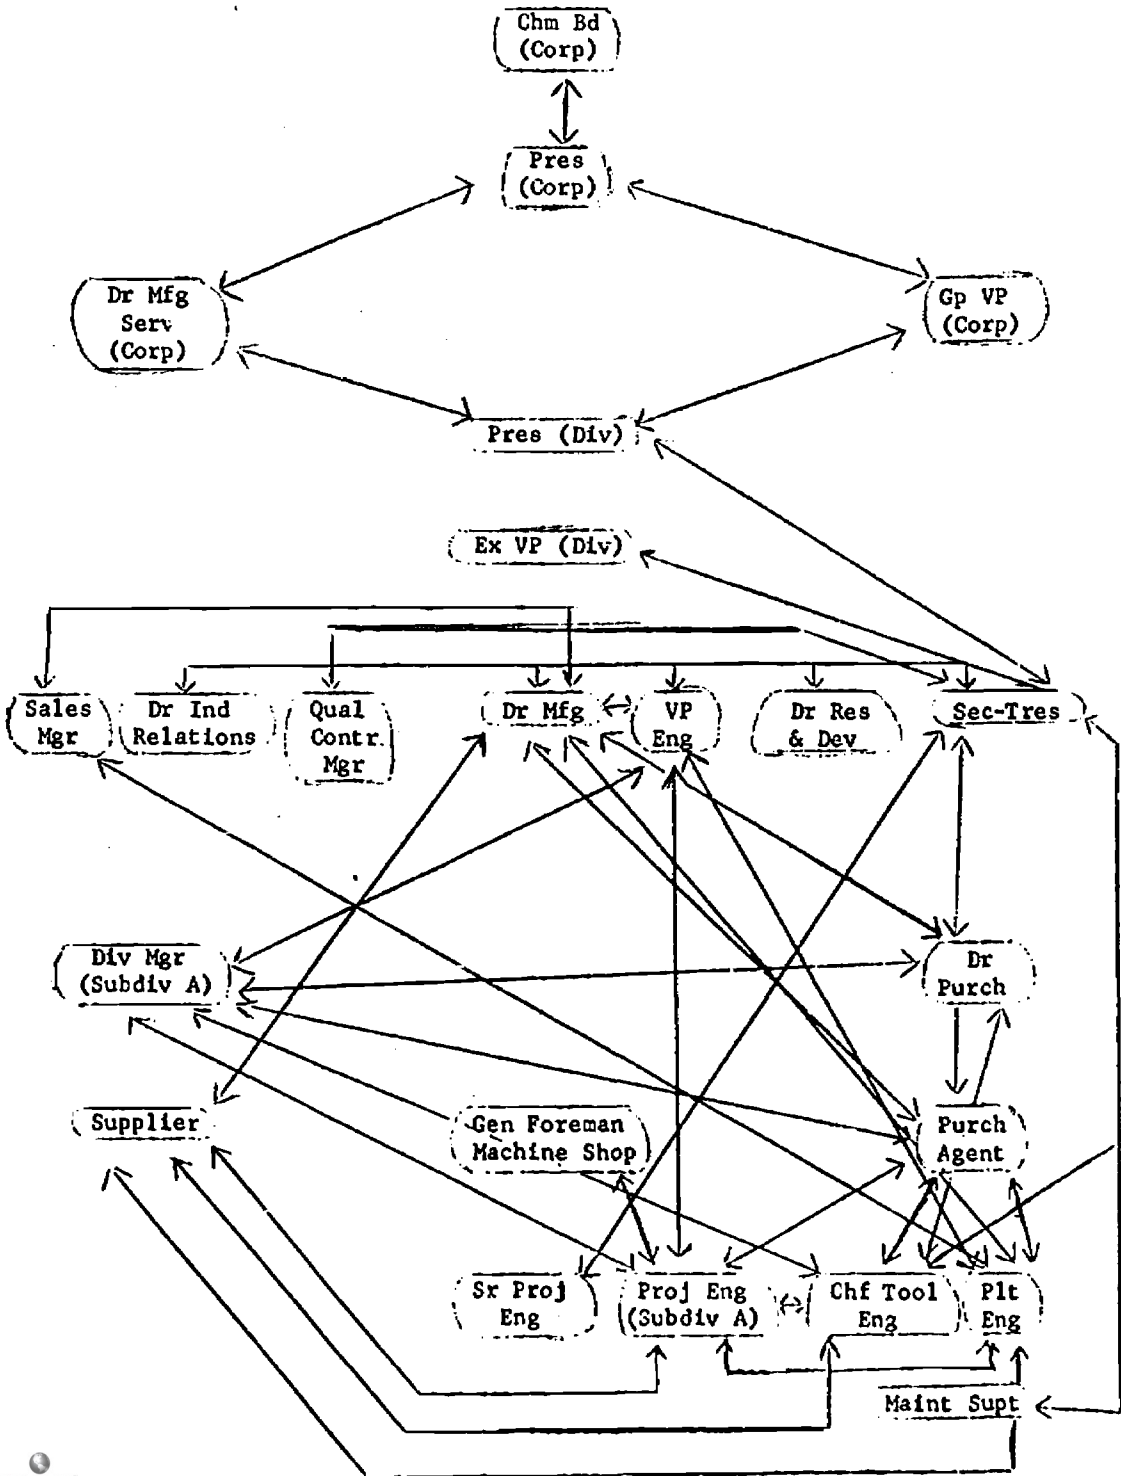 Chm Bd
(Corp)
Pres
(Corp)
Dr Mfg
Serv
(Corp)
Gp VP
(Corp)
Pres (Div)
Ex VP (Div)
Sales
Mgr
Dr Ind
Relations
Qual
Contr
Mgr
Dr Mfg
VP
Eng
Dr Res
& Dev
Sec-Tres
Div Mgr
(Subdiv A)
Dr
Purch
Supplier
Gen Foreman
Machine Shop
Purch
Agent
Sr Proj
Eng
Proj Eng
(Subdiv A)
Chf Tool
Eng
Plt
Eng
Maint Supt